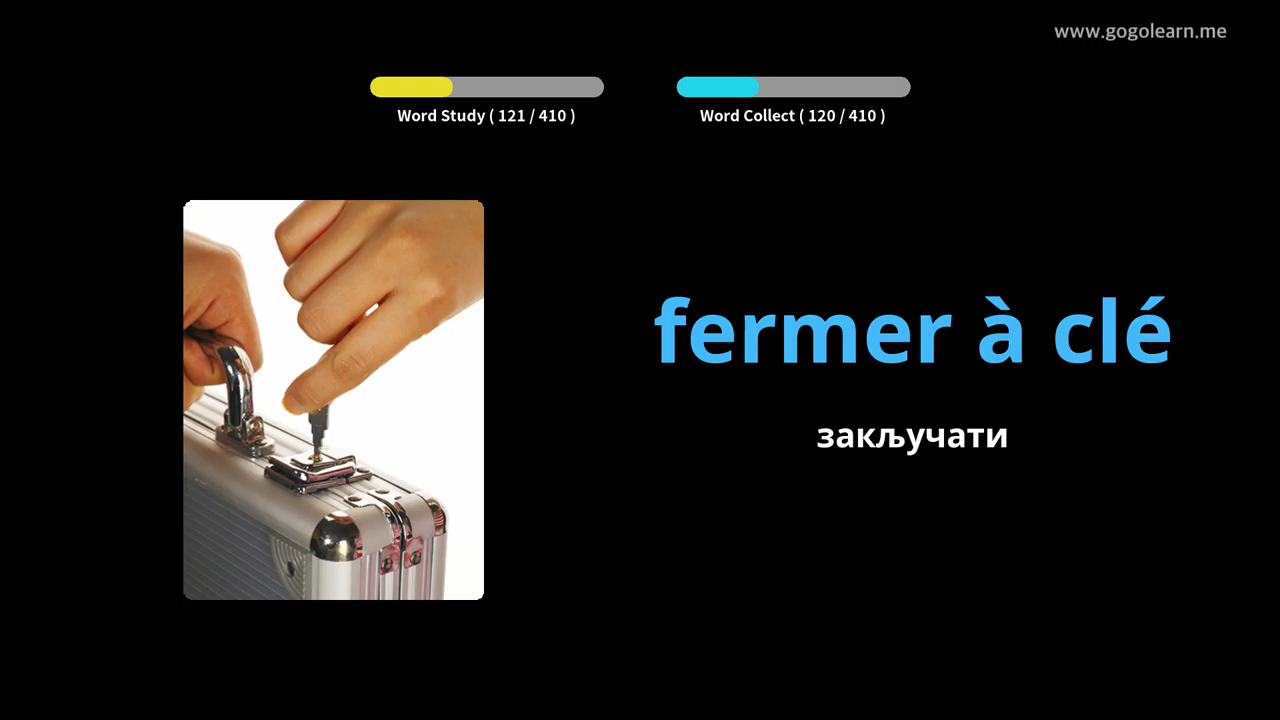 www.gogolearn.me
Word Study ( 121 / 410 )
Word Collect ( 120 / 410 )
fermer à clé
закључати